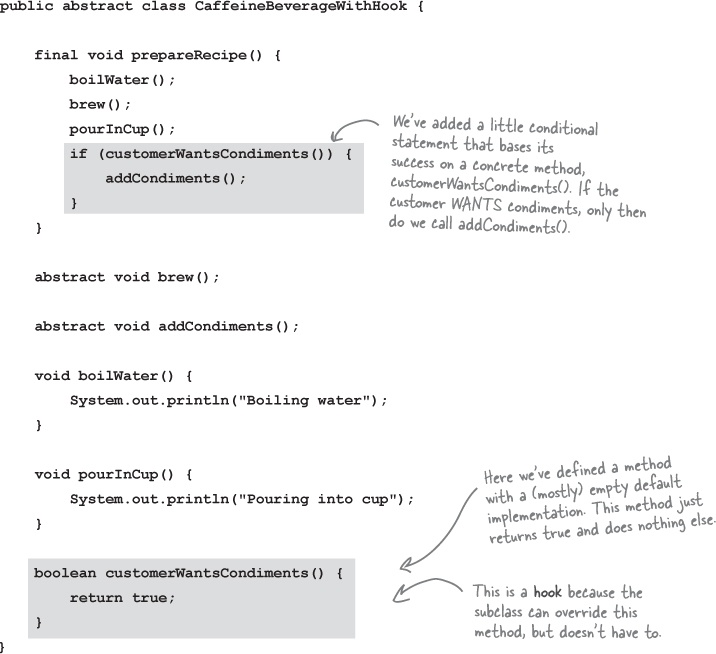 public abstract class CaffeineBeverageWithHook {
    final void prepareRecipe() {
        boilWater();
        brew();
        pourInCup();
        if (customerWantsCondiments()) {
            addCondiments();
        }
    }
We've added a little conditional
statement that bases its
success on a concrete method,
customerWantsCondiments(). If the
customer WANTS condiments, only then
do we call addCondiments().
    abstract void brew();
    abstract void addCondiments();
    void boilWater() {
        System.out.println("Boiling water");
    }
    void pourInCup() {
        System.out.println("Pouring into cup");
    }
Here we've defined a method
with a (mostly) empty default
implementation. This method just
returns true and does nothing else.
    boolean customerWantsCondiments() {
        return true;
    }
This is a hook because the
subclass can override this
method, but doesn't have to.
}